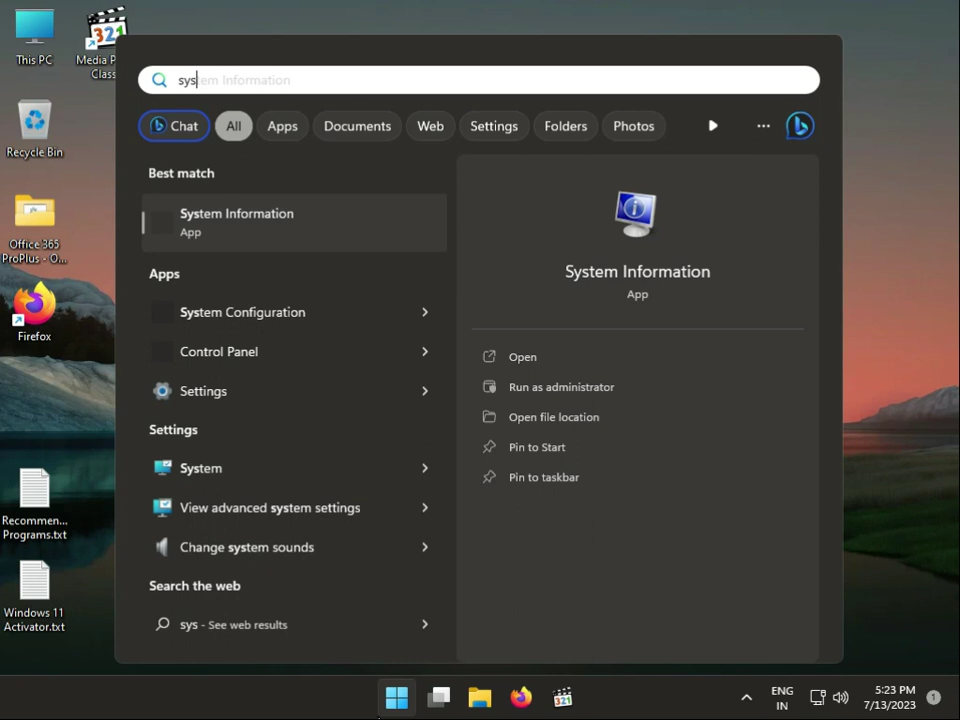 This PC
Media P
Class
Recycle Bin
Office 365
ProPlus - O...
Firefox
Recommen...
Programs.txt
Windows 11
Activator.txt
system Information
Chat
All
Apps
Documents
Web
Settings
Folders
Photos
Best match
System Information
App
Apps
System Configuration
Control Panel
Settings
Settings
System
View advanced system settings
Change system sounds
Search the web
sys - See web results
System Information
App
Open
Run as administrator
Open file location
Pin to Start
Pin to taskbar
321
321
ENG
IN
5:23 PM
7/13/2023
1